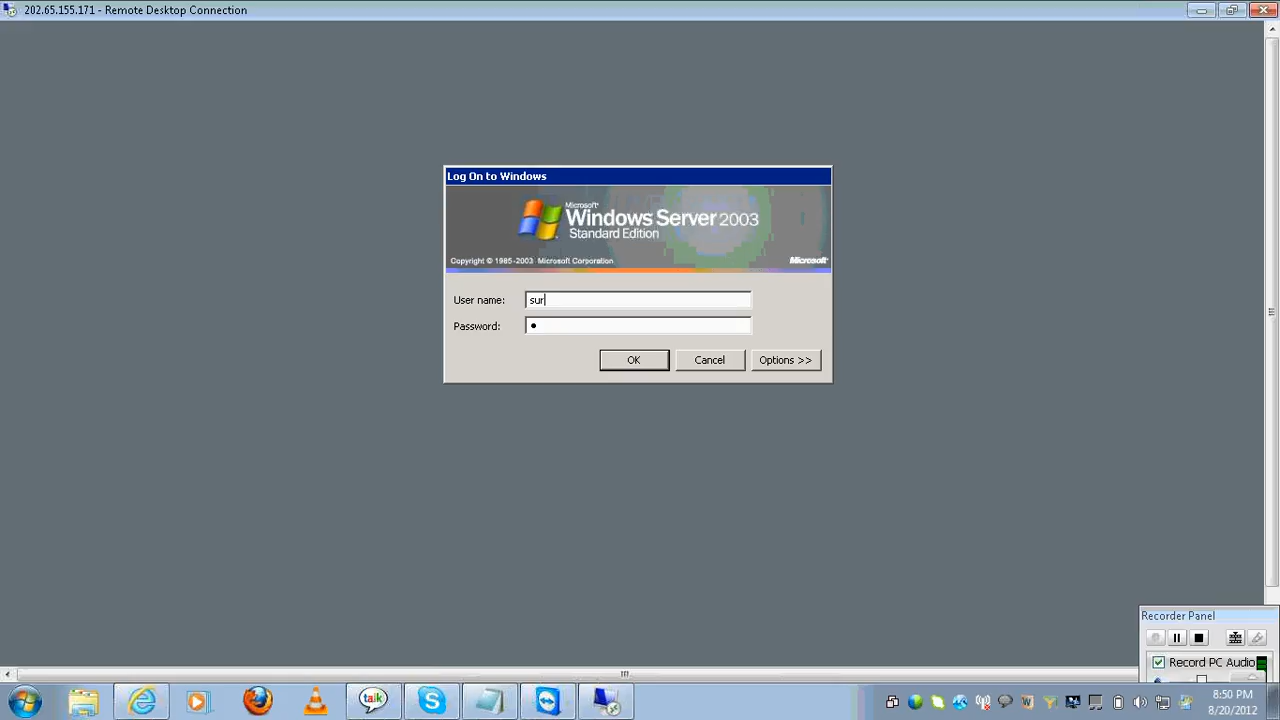 202.65.155.171 - Remote Desktop Connection
Log On to Windows
Microsoft
Windows Server 2003
Standard Edition
Copyright © 1985-2003 Microsoft Corporation
Microsoft
User name:
sur
Password:
OK
Cancel
Options >>
Recorder Panel
Record PC Audio
talk
8:50 PM
8/20/2012